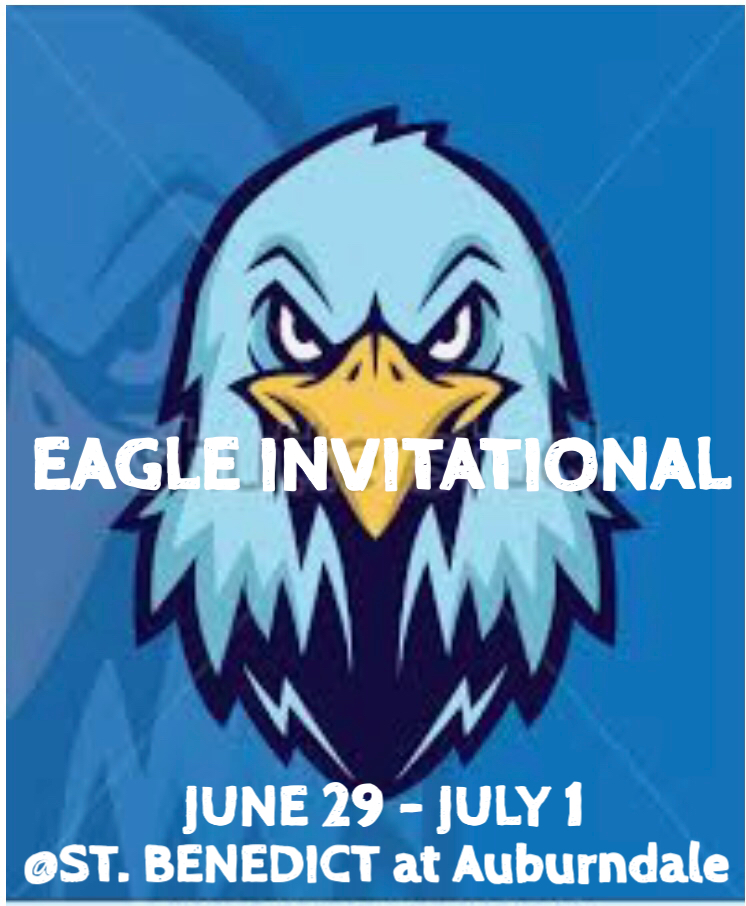 EAGLE INVITATIONAL
JUNE 29 - JULY 1
@ST. BENEDICT at Auburndale